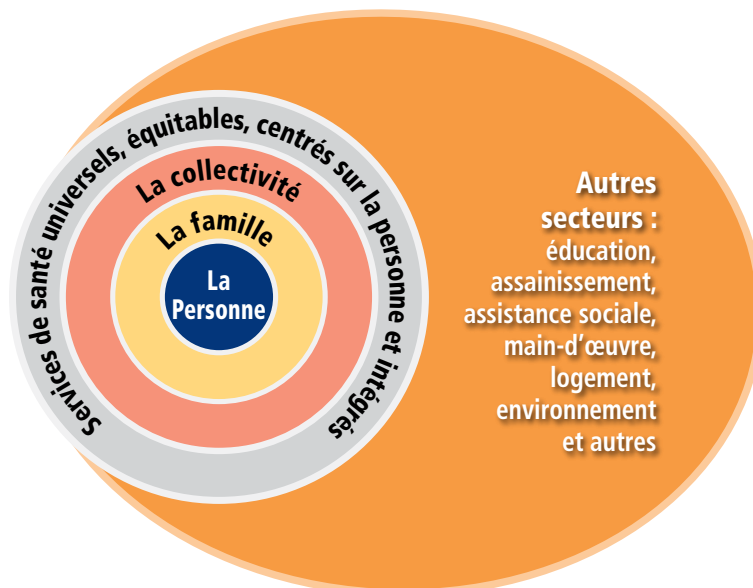 Services de santé universels, équitables, centrés sur la personne et intégrés
La collectivité
La famille
La
Personne
Autres
secteurs :
éducation,
assainissement,
assistance sociale,
main-d'œuvre,
logement,
environnement
et autres